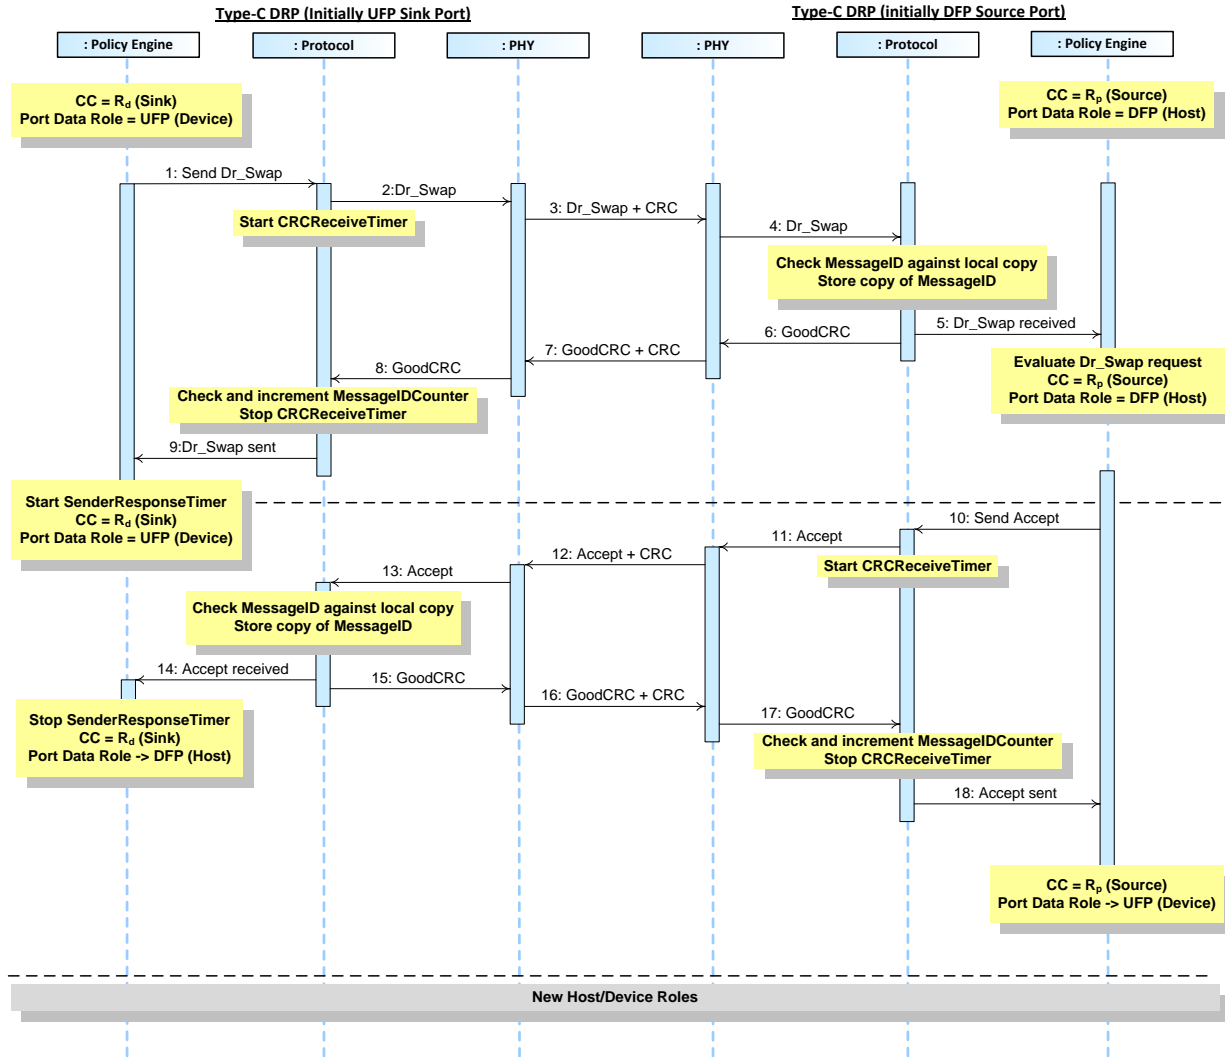 Type-C DRP (Initially UFP Sink Port)
Type-C DRP (initially DFP Source Port)
: Policy Engine
: Protocol
: PHY
: PHY
: Protocol
: Policy Engine
CC = Rd (Sink)
Port Data Role = UFP (Device)
CC = Rp (Source)
Port Data Role = DFP (Host)
1: Send Dr_Swap
2:Dr_Swap
Start CRCReceiveTimer
3: Dr_Swap + CRC
4: Dr_Swap
Check MessageID against local copy
Store copy of MessageID
5: Dr_Swap received
6: GoodCRC
7: GoodCRC + CRC
8: GoodCRC
Evaluate Dr_Swap request
CC = Rp (Source)
Port Data Role = DFP (Host)
Check and increment MessageIDCounter
Stop CRCReceiveTimer
9:Dr_Swap sent
Start SenderResponseTimer
CC = Rd (Sink)
Port Data Role = UFP (Device)
10: Send Accept
11: Accept
Start CRCReceiveTimer
12: Accept + CRC
13: Accept
Check MessageID against local copy
Store copy of MessageID
14: Accept received
15: GoodCRC
16: GoodCRC + CRC
17: GoodCRC
Stop SenderResponseTimer
CC = Rd (Sink)
Port Data Role -> DFP (Host)
Check and increment MessageIDCounter
Stop CRCReceiveTimer
18: Accept sent
CC = Rp (Source)
Port Data Role -> UFP (Device)
New Host/Device Roles